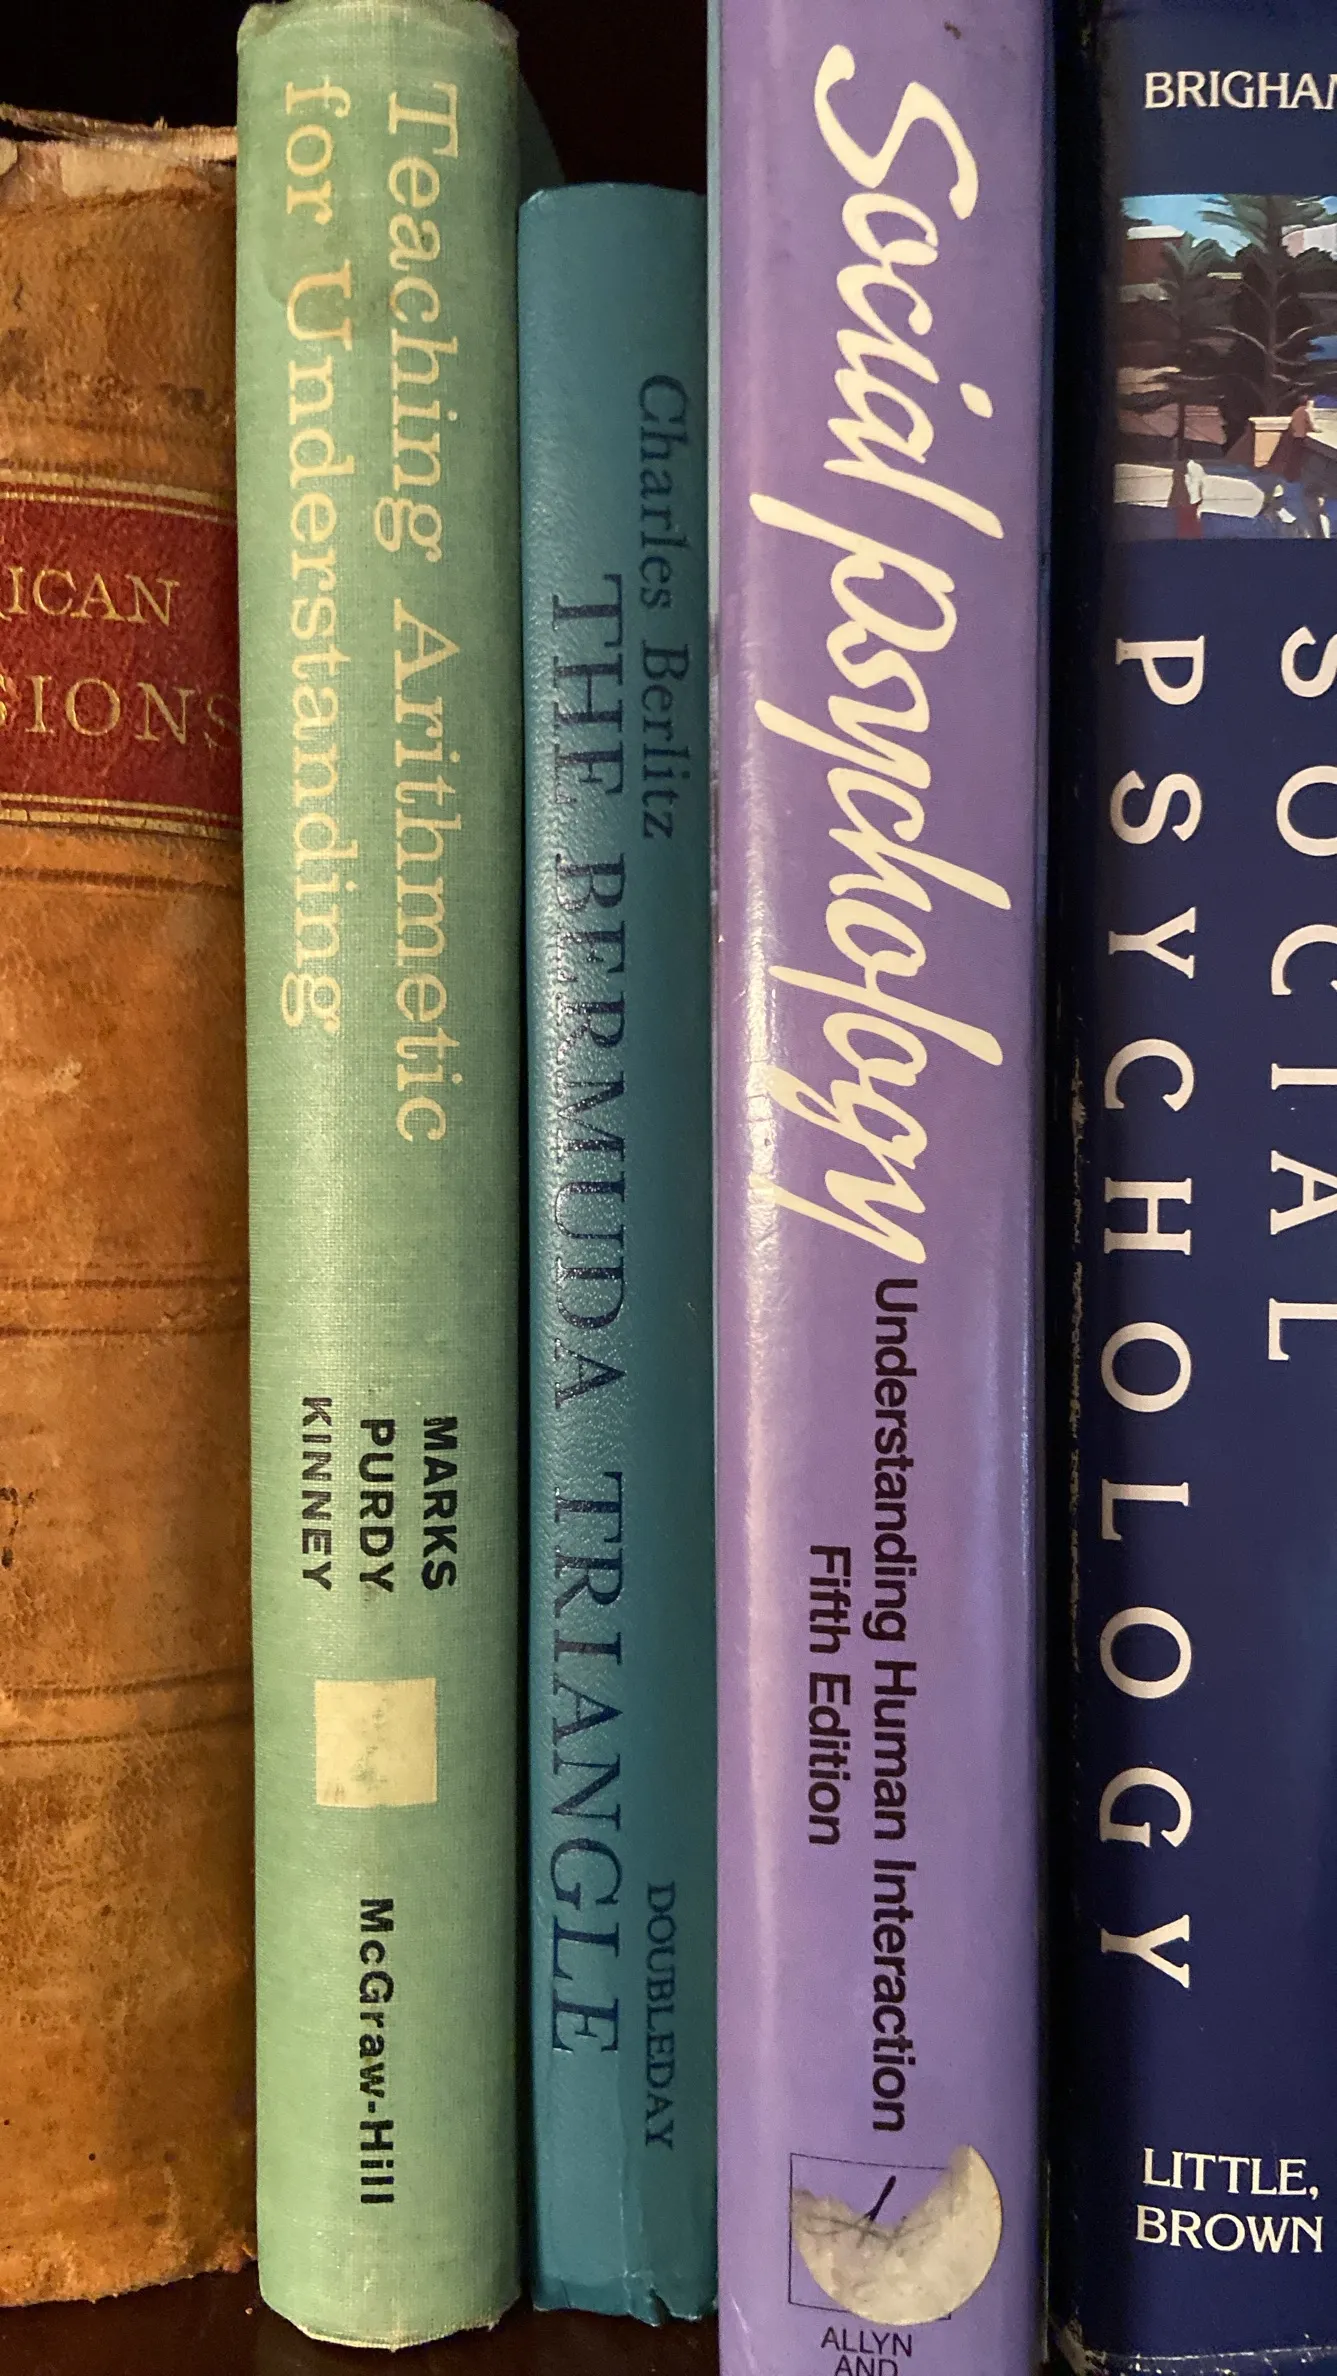 RICAN
SIONS
Teaching Arithmetic
for Understanding
MARKS
PURDY
KINNEY
McGraw-Hill
Charles Berlitz
THE BERMUDA TRIANGLE
DOUBLEDAY
Social Psychology
Understanding Human Interaction
Fifth Edition
ALLYN
AND
BRIGHAM
SOCIAL
PSYCHOLOGY
LITTLE,
BROWN